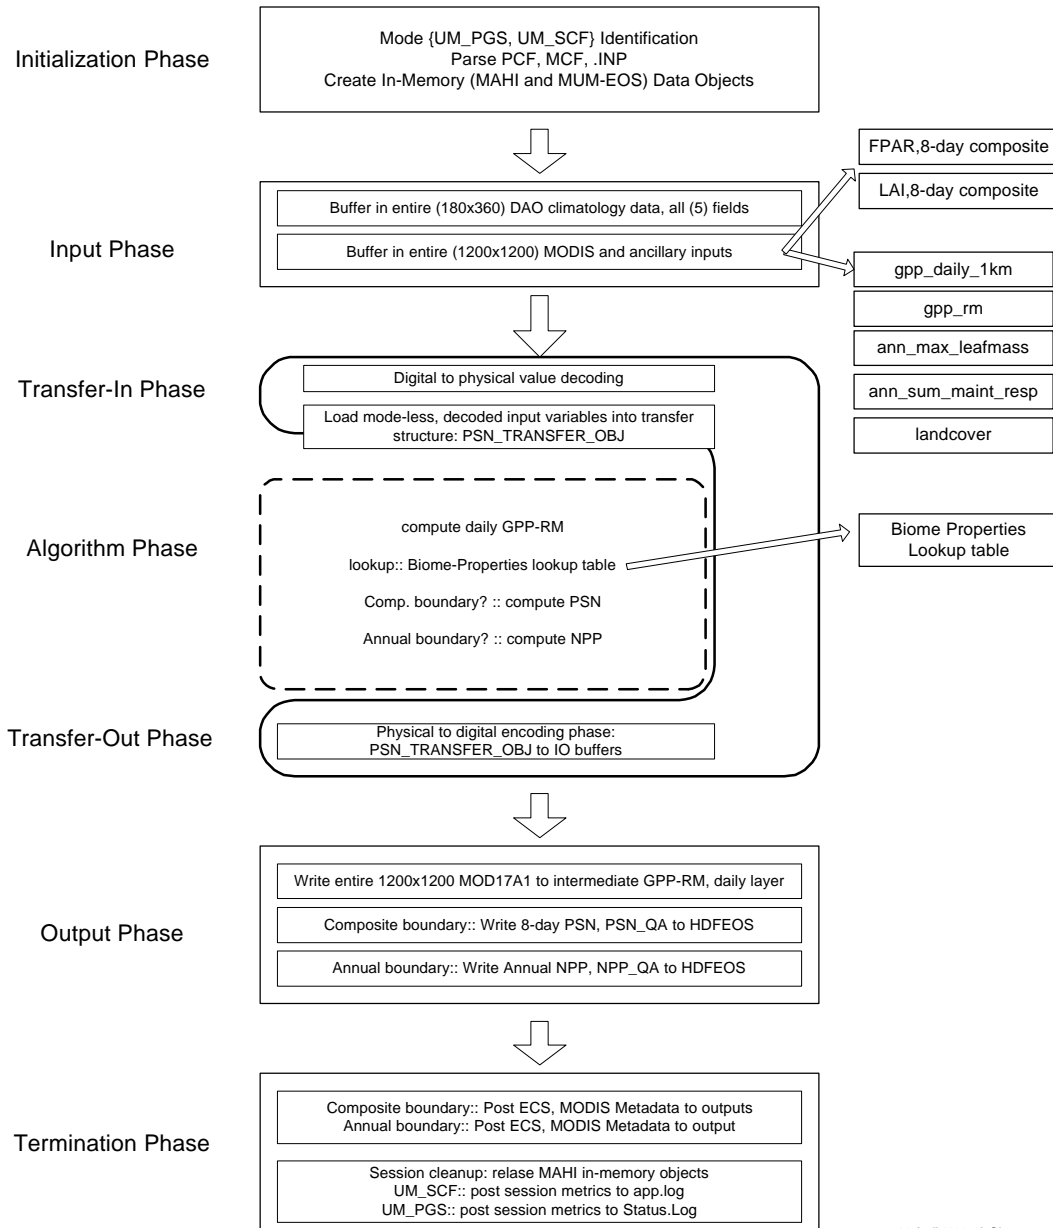 Initialization Phase
Mode {UM_PGS, UM_SCF} Identification
Parse PCF, MCF, .INP
Create In-Memory (MAHI and MUM-EOS) Data Objects
FPAR,8-day composite
LAI,8-day composite
Input Phase
Buffer in entire (180x360) DAO climatology data, all (5) fields
Buffer in entire (1200x1200) MODIS and ancillary inputs
gpp_daily_1km
gpp_rm
ann_max_leafmass
ann_sum_maint_resp
landcover
Transfer-In Phase
Digital to physical value decoding
Load mode-less, decoded input variables into transfer
structure: PSN_TRANSFER_OBJ
Algorithm Phase
compute daily GPP-RM
lookup:: Biome-Properties lookup table
Comp. boundary? :: compute PSN
Annual boundary? :: compute NPP
Biome Properties
Lookup table
Transfer-Out Phase
Physical to digital encoding phase:
PSN_TRANSFER_OBJ to IO buffers
Output Phase
Write entire 1200x1200 MOD17A1 to intermediate GPP-RM, daily layer
Composite boundary:: Write 8-day PSN, PSN_QA to HDFEOS
Annual boundary:: Write Annual NPP, NPP_QA to HDFEOS
Termination Phase
Composite boundary:: Post ECS, MODIS Metadata to outputs
Annual boundary:: Post ECS, MODIS Metadata to output
Session cleanup: relase MAHI in-memory objects
UM_SCF:: post session metrics to app.log
UM_PGS:: post session metrics to Status.Log